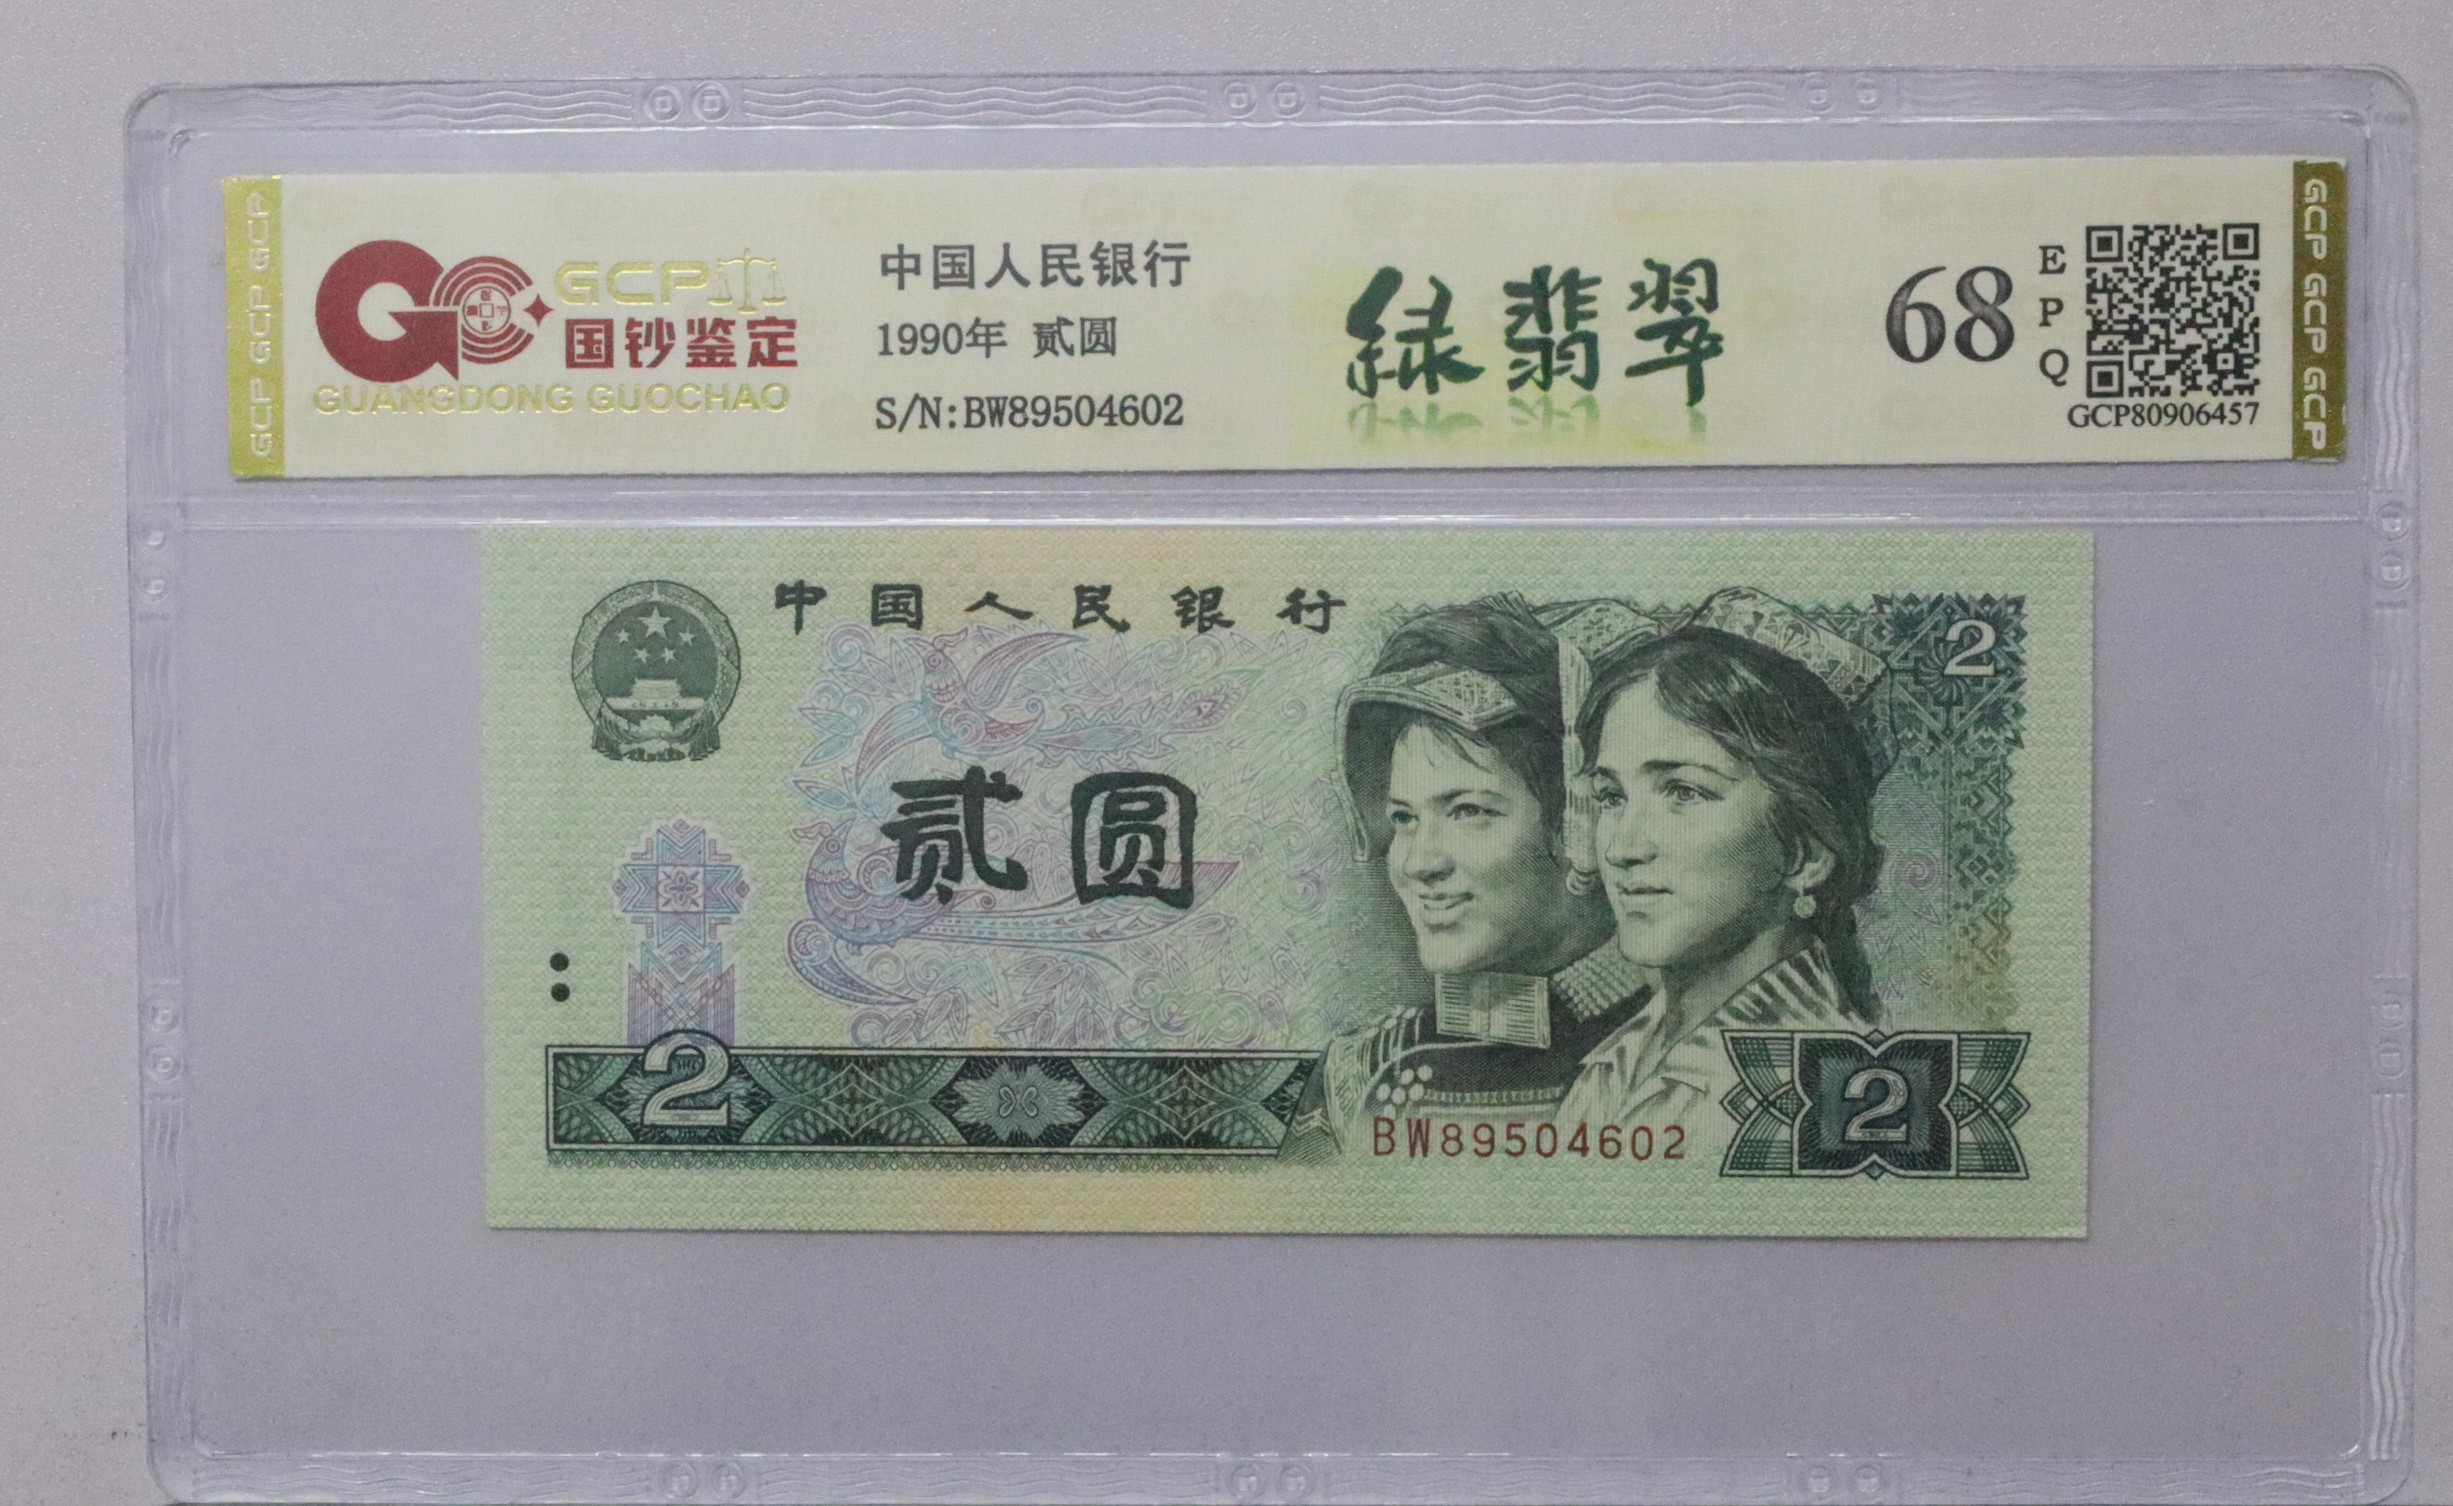 GCP GCP GCP
GCP
国钞鉴定
GUANGDONG GUOCHAO
中国人民银行
1990年 贰圆
S/N:BW89504602
绿翡翠
68
E
P
Q
GCP80906457
GCP GCP GCP
中国人民银行
2
贰圆
2
BW89504602
2